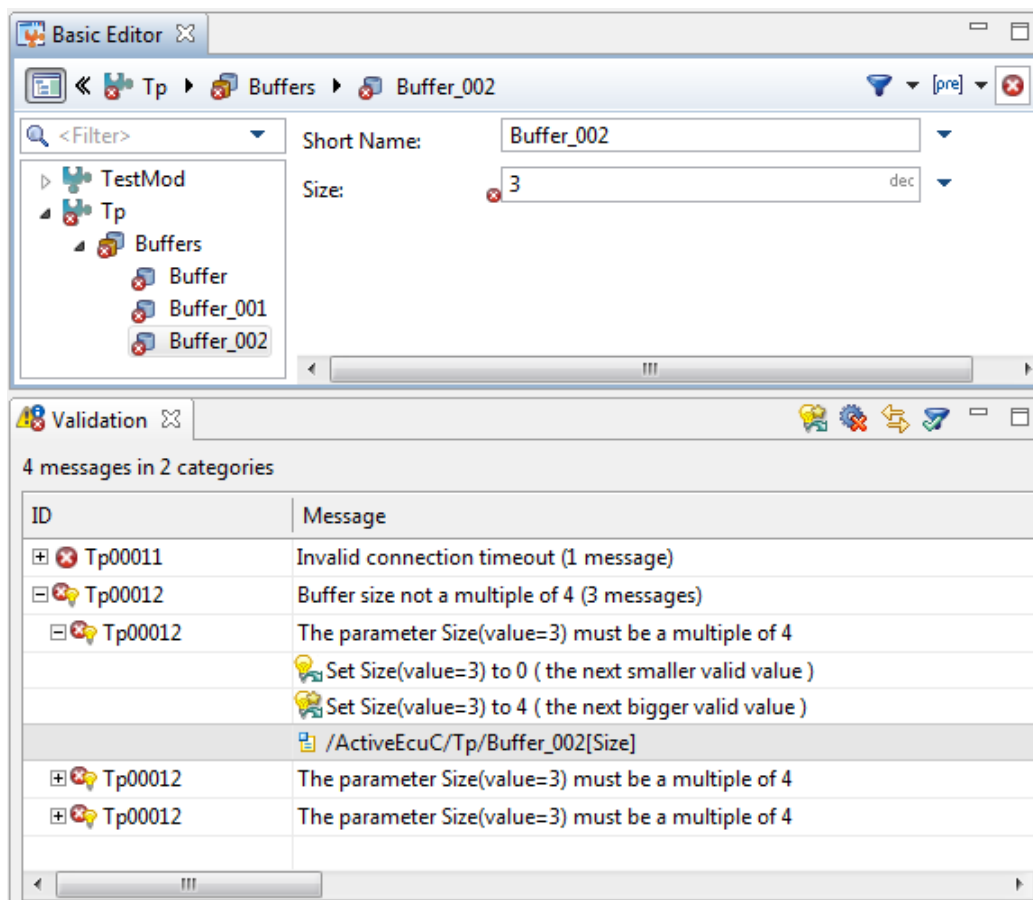 Basic Editor
« Tp Buffers Buffer_002 [pre]
<Filter>
Short Name: Buffer_002
TestMod
Size: 3 dec
Tp
Buffers
Buffer
Buffer_001
Buffer_002
Validation
4 messages in 2 categories
ID Message
Tp00011 Invalid connection timeout (1 message)
Tp00012 Buffer size not a multiple of 4 (3 messages)
Tp00012 The parameter Size(value=3) must be a multiple of 4
Set Size(value=3) to 0 ( the next smaller valid value )
Set Size(value=3) to 4 ( the next bigger valid value )
/ActiveEcuC/Tp/Buffer_002[Size]
Tp00012 The parameter Size(value=3) must be a multiple of 4
Tp00012 The parameter Size(value=3) must be a multiple of 4